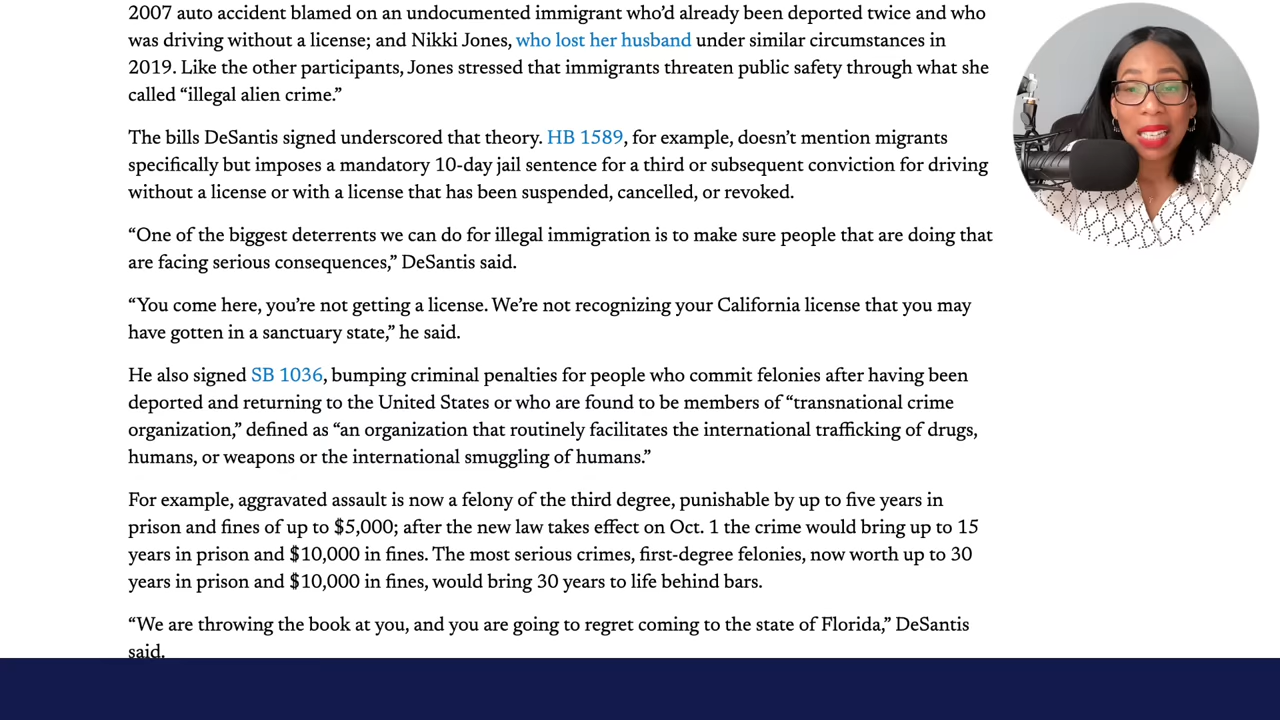 2007 auto accident blamed on an undocumented immigrant who’d already been deported twice and who
was driving without a license; and Nikki Jones, who lost her husband under similar circumstances in
2019. Like the other participants, Jones stressed that immigrants threaten public safety through what she
called “illegal alien crime.”
The bills DeSantis signed underscored that theory. HB 1589, for example, doesn’t mention migrants
specifically but imposes a mandatory 10-day jail sentence for a third or subsequent conviction for driving
without a license or with a license that has been suspended, cancelled, or revoked.
“One of the biggest deterrents we can do for illegal immigration is to make sure people that are doing that
are facing serious consequences,” DeSantis said.
“You come here, you’re not getting a license. We’re not recognizing your California license that you may
have gotten in a sanctuary state,” he said.
He also signed SB 1036, bumping criminal penalties for people who commit felonies after having been
deported and returning to the United States or who are found to be members of “transnational crime
organization,” defined as “an organization that routinely facilitates the international trafficking of drugs,
humans, or weapons or the international smuggling of humans.”
For example, aggravated assault is now a felony of the third degree, punishable by up to five years in
prison and fines of up to $5,000; after the new law takes effect on Oct. 1 the crime would bring up to 15
years in prison and $10,000 in fines. The most serious crimes, first-degree felonies, now worth up to 30
years in prison and $10,000 in fines, would bring 30 years to life behind bars.
“We are throwing the book at you, and you are going to regret coming to the state of Florida,” DeSantis
said.